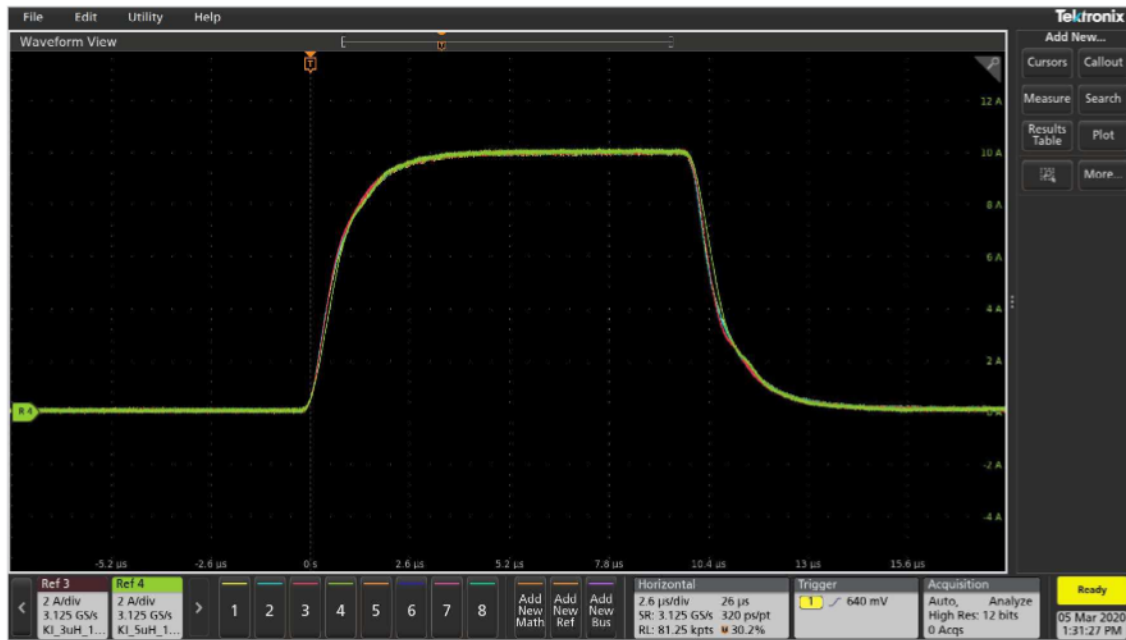 File Edit Utility Help
Tektronix
Waveform View
Add New...
Cursors Callout
Measure Search
Results Table Plot
More...
T
T
12 A
10 A
8 A
6 A
4 A
2 A
0 A
-2 A
-4 A
R 4
-5.2 µs -2.6 µs 0 s 2.6 µs 5.2 µs 7.8 µs 10.4 µs 13 µs 15.6 µs
Ref 3
2 A/div
3.125 GS/s
KI_3uH_1...
Ref 4
2 A/div
3.125 GS/s
KI_5uH_1...
1 2 3 4 5 6 7 8
Add New Math
Add New Ref
Add New Bus
Horizontal
2.6 µs/div 26 µs
SR: 3.125 GS/s 320 ps/pt
RL: 81.25 kpts 30.2%
Trigger
1 640 mV
Acquisition
Auto, Analyze
High Res: 12 bits
0 Acqs
Ready
05 Mar 2020
1:31:27 PM